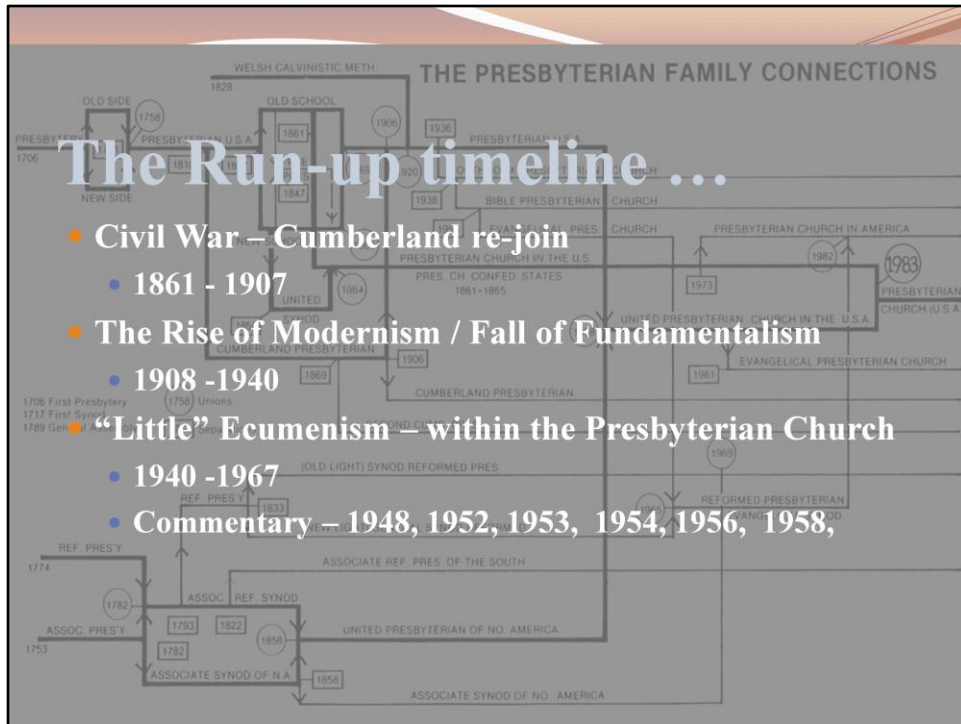 THE PRESBYTERIAN FAMILY CONNECTIONS
WELSH CALVINISTIC METH.
1828
OLD SIDE
OLD SCHOOL
1758
1861
1906
1936
PRESBYTERY
PRESBYTERIAN U.S.A.
PRESBYTERIAN U.S.A.
1706
The Run-up timeline …
1847
1938
NEW SIDE
BIBLE PRESBYTERIAN CHURCH
EVANGELICAL PRES. CHURCH
PRESBYTERIAN CHURCH IN AMERICA
• Civil War – Cumberland re-join
PRESBYTERIAN CHURCH IN THE U.S.
1982
1983
• 1861 - 1907
PRES. CH. CONFED. STATES
1861-1865
1864
1973
PRESBYTERIAN
CHURCH (U.S.A.
UNITED
UNITED PRESBYTERIAN CHURCH IN THE U.S.A.
• The Rise of Modernism / Fall of Fundamentalism
CUMBERLAND PRESBYTERIAN
1906
EVANGELICAL PRESBYTERIAN CHURCH
1869
1981
• 1908 -1940
CUMBERLAND PRESBYTERIAN
1706 First Presbytery
1717 First Synod
1758 Unions
• “Little” Ecumenism – within the Presbyterian Church
1969
(OLD LIGHT) SYNOD REFORMED PRES.
• 1940 -1967
REF. PRES'Y
1833
1965
REFORMED PRESBYTERIAN
• Commentary – 1948, 1952, 1953, 1954, 1956, 1958,
REF. PRES'Y
1774
ASSOCIATE REF. PRES. OF THE SOUTH
1782
ASSOC. REF. SYNOD
1793
1822
1858
UNITED PRESBYTERIAN OF NO. AMERICA
ASSOC. PRES'Y
1753
1782
ASSOCIATE SYNOD OF N.A.
1858
ASSOCIATE SYNOD OF NO. AMERICA